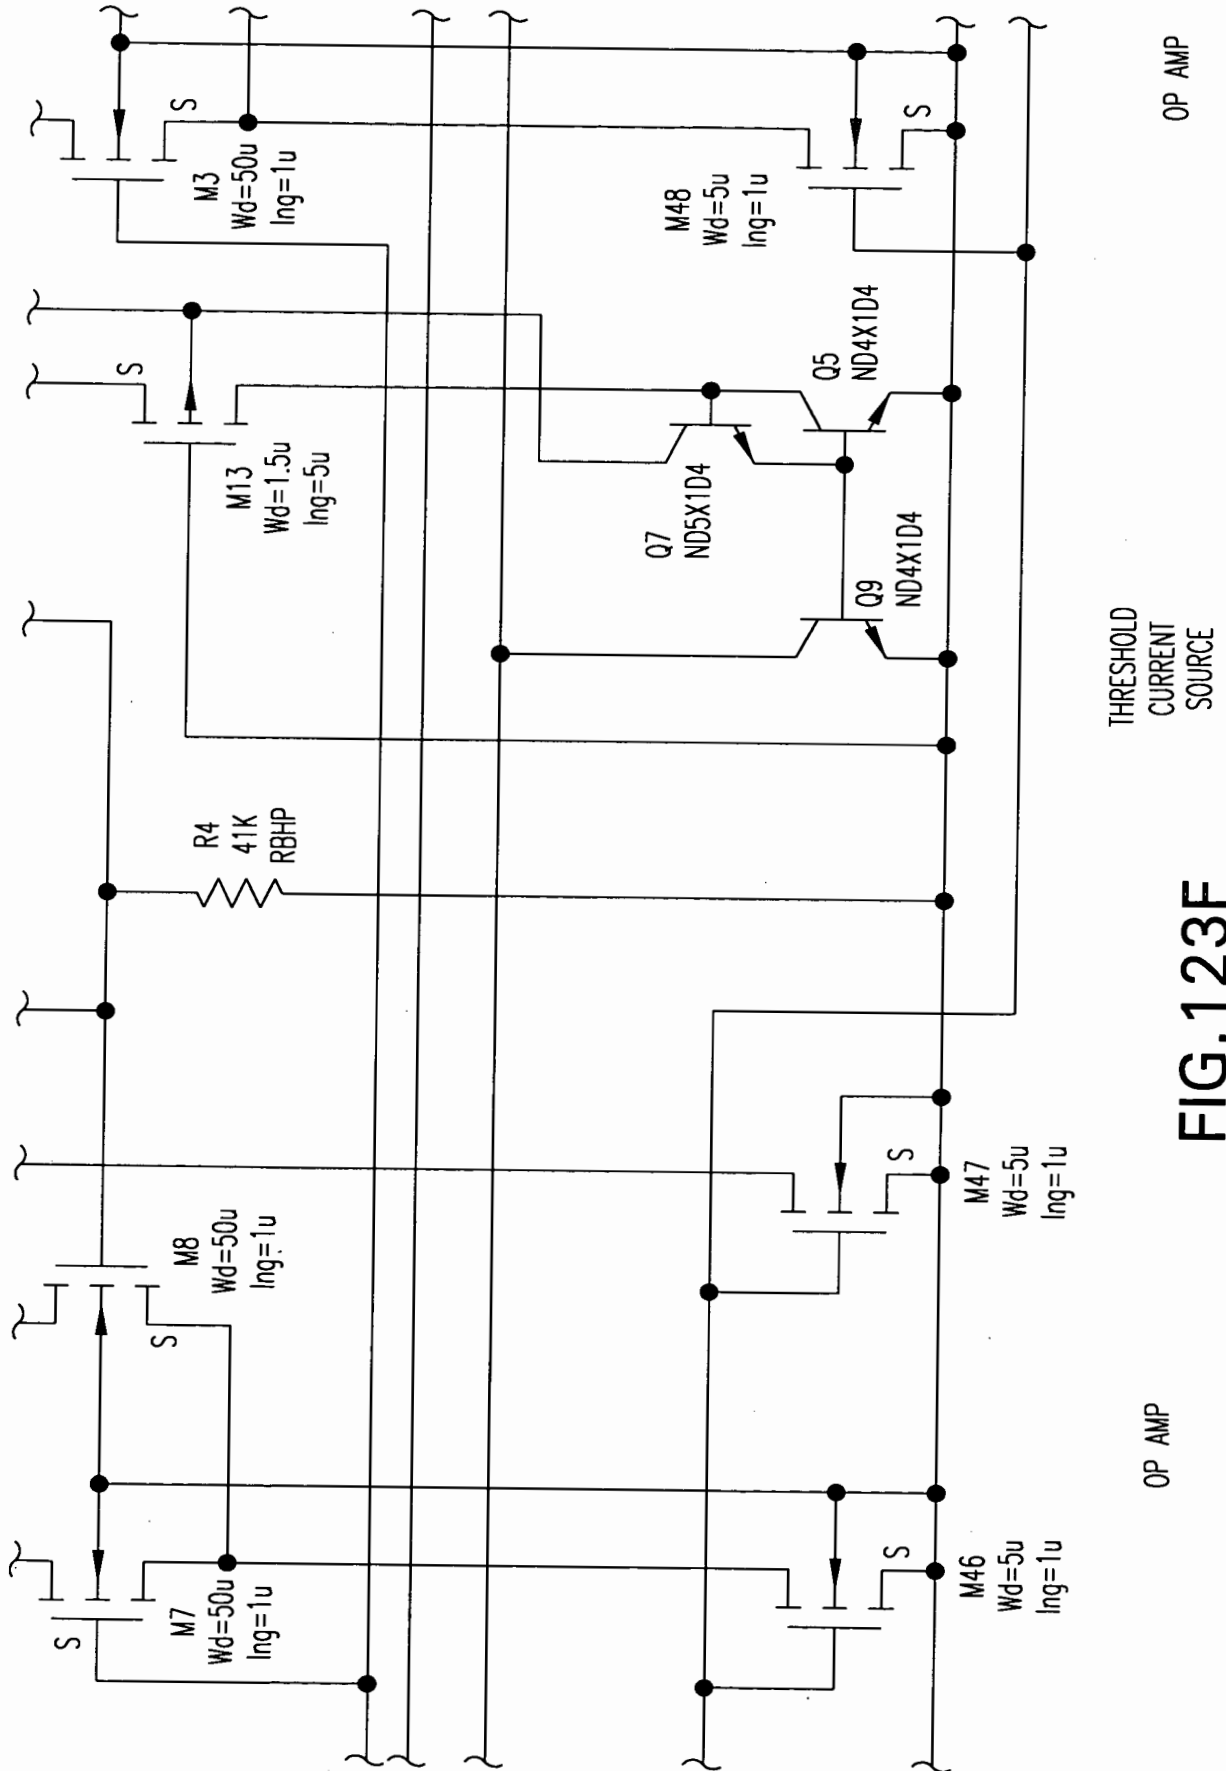 S
M7
Wd=50u
lng=1u
M8
Wd=50u
lng=1u
S
R4
41K
RBHP
M13
Wd=1.5u
lng=5u
S
M3
Wd=50u
lng=1u
S
Q7
ND5X1D4
Q9
ND4X1D4
Q5
ND4X1D4
M48
Wd=5u
lng=1u
S
S
M46
Wd=5u
lng=1u
S
M47
Wd=5u
lng=1u
OP AMP
THRESHOLD
CURRENT
SOURCE
OP AMP
FIG. 123F